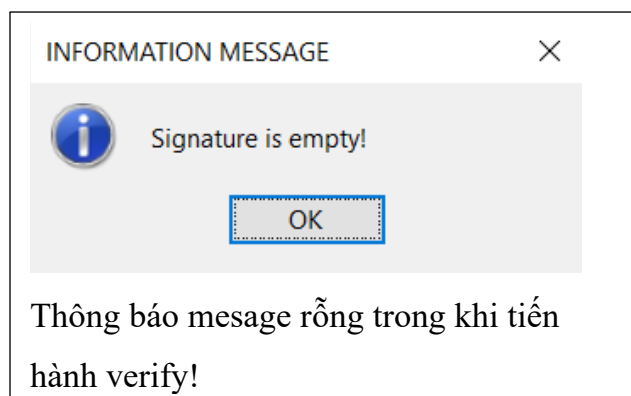 INFORMATION MESSAGE
Signature is empty!
OK
Thông báo mesage rỗng trong khi tiến
hành verify!